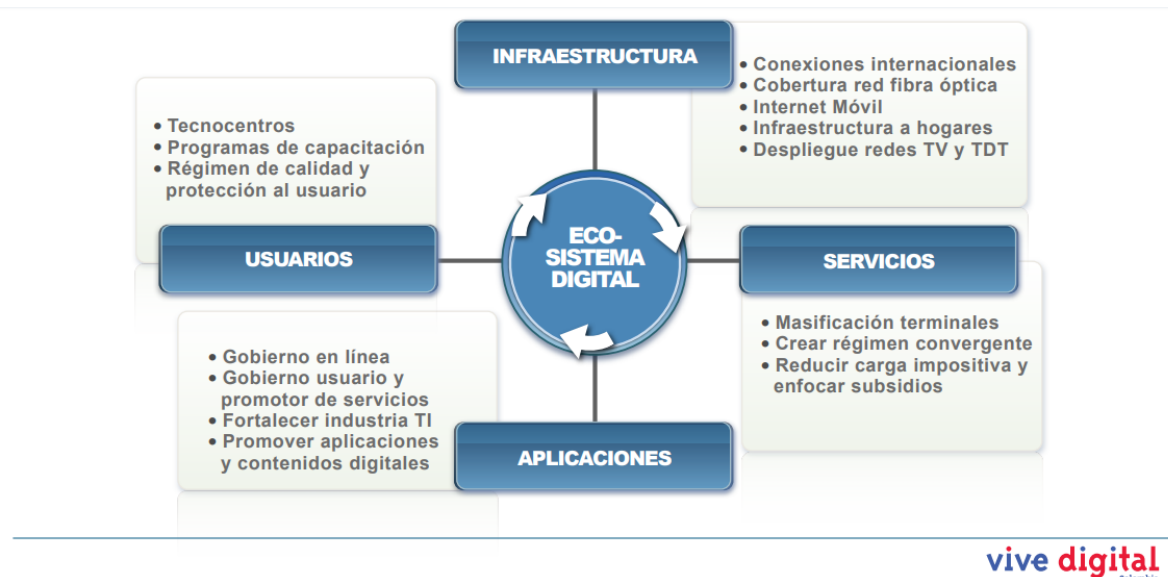 INFRAESTRUCTURA
• Conexiones internacionales
• Cobertura red fibra óptica
• Internet Móvil
• Infraestructura a hogares
• Despliegue redes TV y TDT
• Tecnocentros
• Programas de capacitación
• Régimen de calidad y
protección al usuario
USUARIOS
ECO-
SISTEMA
DIGITAL
SERVICIOS
• Masificación terminales
• Crear régimen convergente
• Reducir carga impositiva y
enfocar subsidios
• Gobierno en línea
• Gobierno usuario y
promotor de servicios
• Fortalecer industria TI
• Promover aplicaciones
y contenidos digitales
APLICACIONES
vive digital